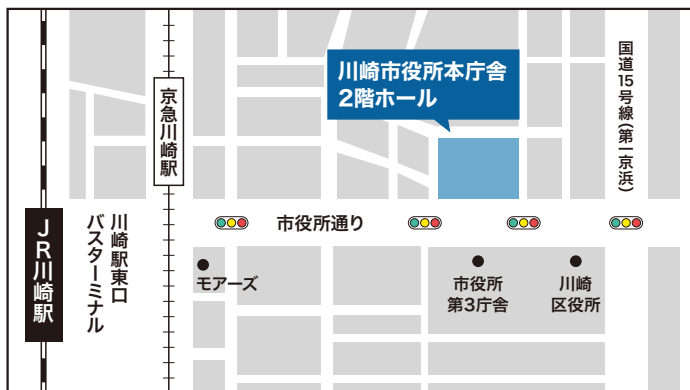 川崎市役所本庁舎
2階ホール
国道15号線(第一京浜)
京急川崎駅
JR川崎駅
川崎駅東口
バスターミナル
市役所通り
モアーズ
市役所
第3庁舎
川崎
区役所